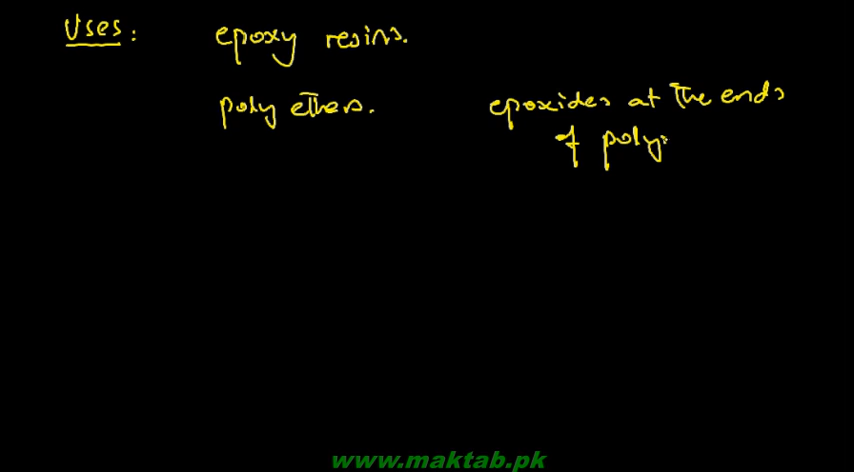 Uses: epoxy resins.
poly ethers. epoxides at the ends
of poly
www.maktab.pk